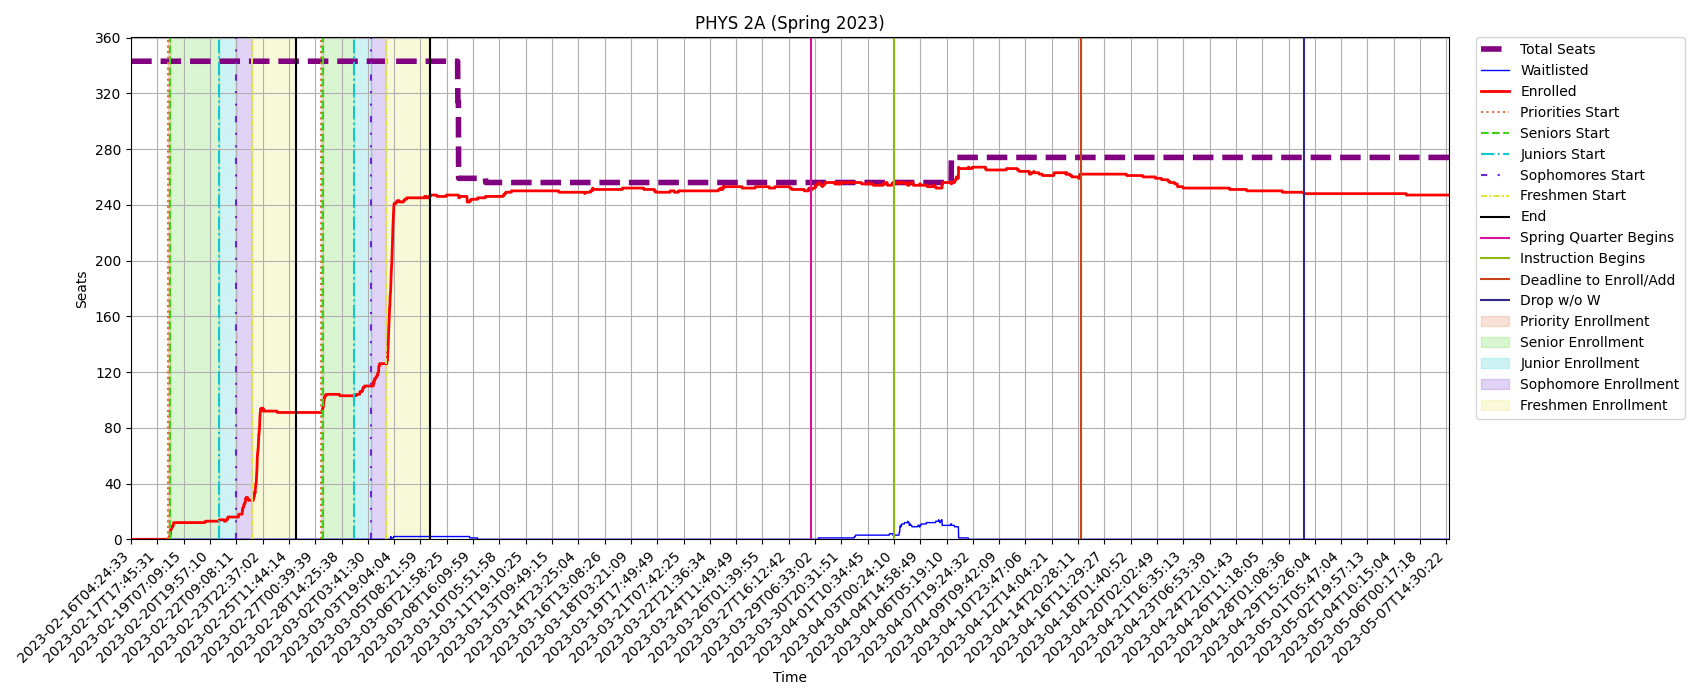 PHYS 2A (Spring 2023)
360
320
280
240
200
160
120
80
40
0
Seats
2023-02-16T04:24:33
2023-02-17T17:45:31
2023-02-19T07:09:15
2023-02-20T19:57:10
2023-02-22T09:08:11
2023-02-23T22:37:02
2023-02-25T11:44:14
2023-02-27T00:39:39
2023-02-28T14:25:38
2023-03-02T03:41:30
2023-03-03T19:04:04
2023-03-05T08:21:59
2023-03-06T21:58:25
2023-03-08T16:09:59
2023-03-10T05:51:58
2023-03-11T19:10:25
2023-03-13T09:49:15
2023-03-14T23:25:04
2023-03-16T13:08:26
2023-03-18T03:21:09
2023-03-19T17:49:49
2023-03-21T07:42:25
2023-03-22T21:36:34
2023-03-24T11:49:49
2023-03-26T01:39:55
2023-03-27T16:12:42
2023-03-29T06:33:02
2023-03-30T20:31:51
2023-04-01T10:34:45
2023-04-03T00:24:10
2023-04-04T14:58:49
2023-04-06T05:19:10
2023-04-07T19:24:32
2023-04-09T09:42:09
2023-04-10T23:47:06
2023-04-12T14:04:21
2023-04-14T20:28:11
2023-04-16T11:29:27
2023-04-18T01:40:52
2023-04-20T02:02:49
2023-04-21T16:35:13
2023-04-23T06:53:39
2023-04-24T21:01:43
2023-04-26T11:18:05
2023-04-28T01:08:36
2023-04-29T15:26:04
2023-05-01T05:47:04
2023-05-02T19:57:13
2023-05-04T10:15:04
2023-05-06T00:17:18
2023-05-07T14:30:22
Time
Total Seats
Waitlisted
Enrolled
Priorities Start
Seniors Start
Juniors Start
Sophomores Start
Freshmen Start
End
Spring Quarter Begins
Instruction Begins
Deadline to Enroll/Add
Drop w/o W
Priority Enrollment
Senior Enrollment
Junior Enrollment
Sophomore Enrollment
Freshmen Enrollment